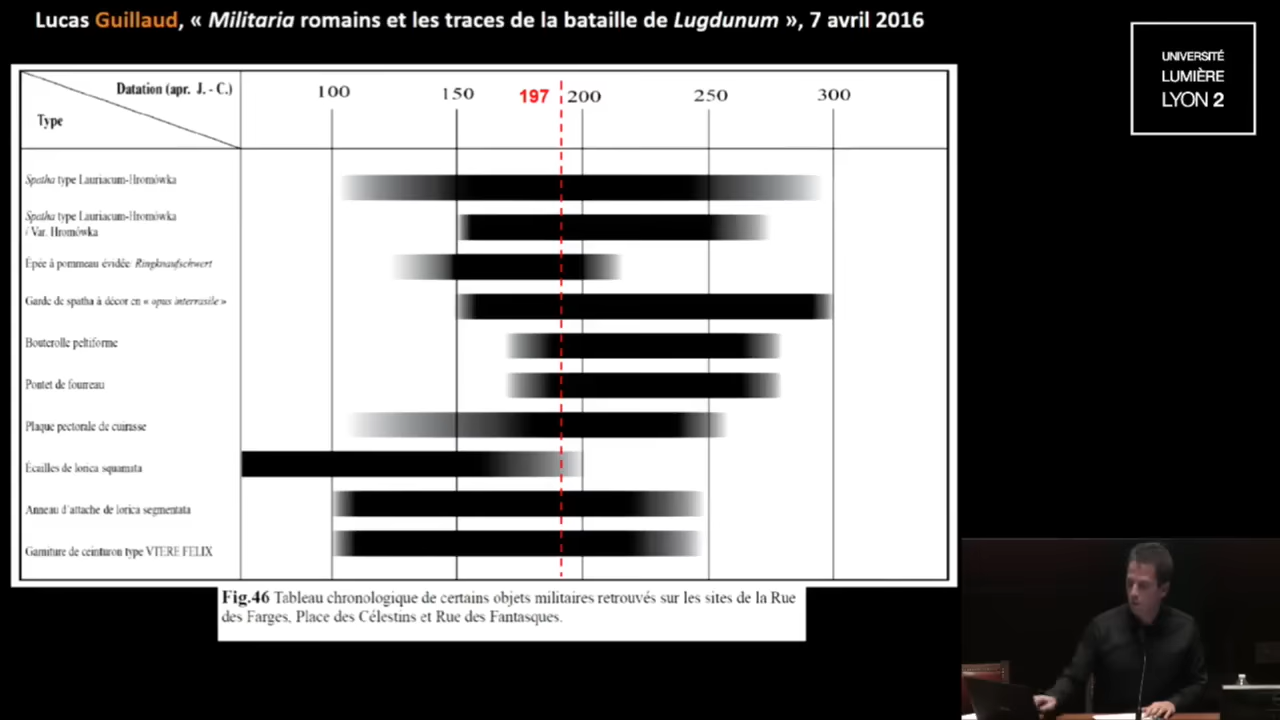 Lucas Guillaud, « Militaria romains et les traces de la bataille de Lugdunum », 7 avril 2016
UNIVERSITÉ
LUMIÈRE
LYON 2
Datation (apr. J. - C.)
Type
100 150 197 200 250 300
Spatha type Lauriacum-Hromówka
Spatha type Lauriacum-Hromówka
/ Var. Hromówka
Épée à pommeau évidée Ringknaufschwert
Garde de spatha à décor en « opus interrasile »
Bouterolle peltiforme
Pontet de fourreau
Plaque pectorale de cuirasse
Écailles de lorica squamata
Anneau d'attache de lorica segmentata
Garniture de ceinturon type VTERE FELIX
Fig.46 Tableau chronologique de certains objets militaires retrouvés sur les sites de la Rue
des Farges, Place des Célestins et Rue des Fantasques.